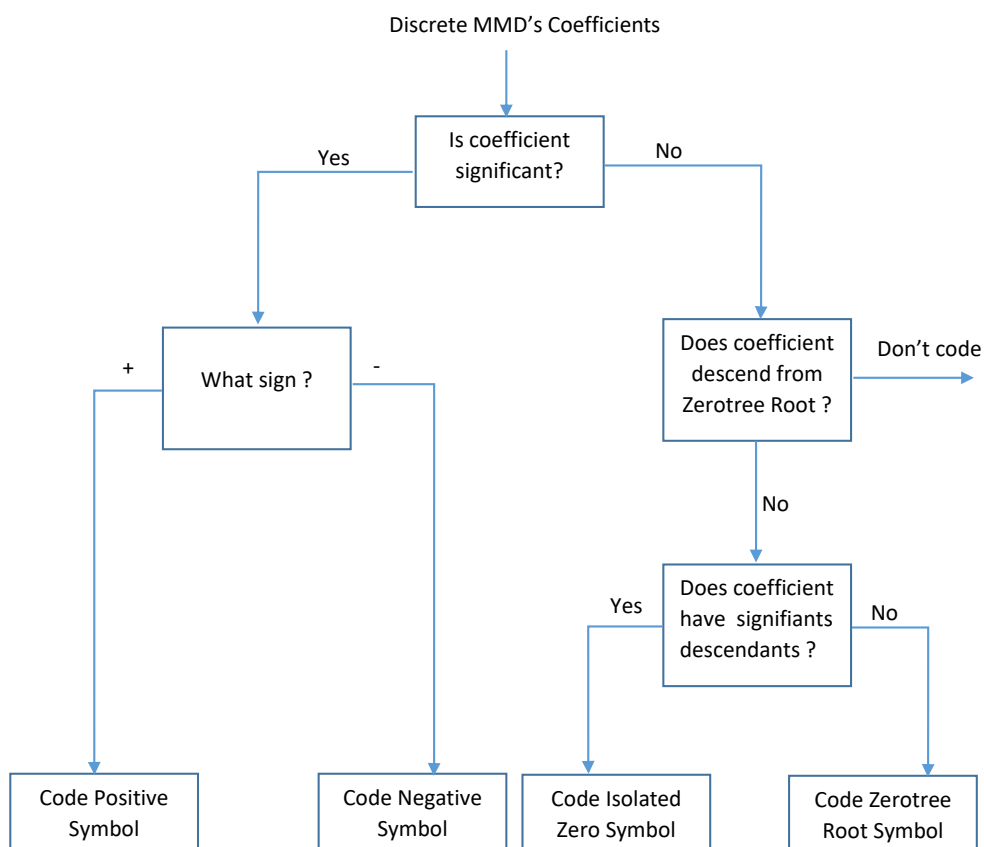 Discrete MMD's Coefficients
Is coefficient
significant?
Yes
No
What sign ?
+
-
Does coefficient
descend from
Zerotree Root ?
Don't code
No
Does coefficient
have signifiants
descendants ?
Yes
No
Code Positive
Symbol
Code Negative
Symbol
Code Isolated
Zero Symbol
Code Zerotree
Root Symbol